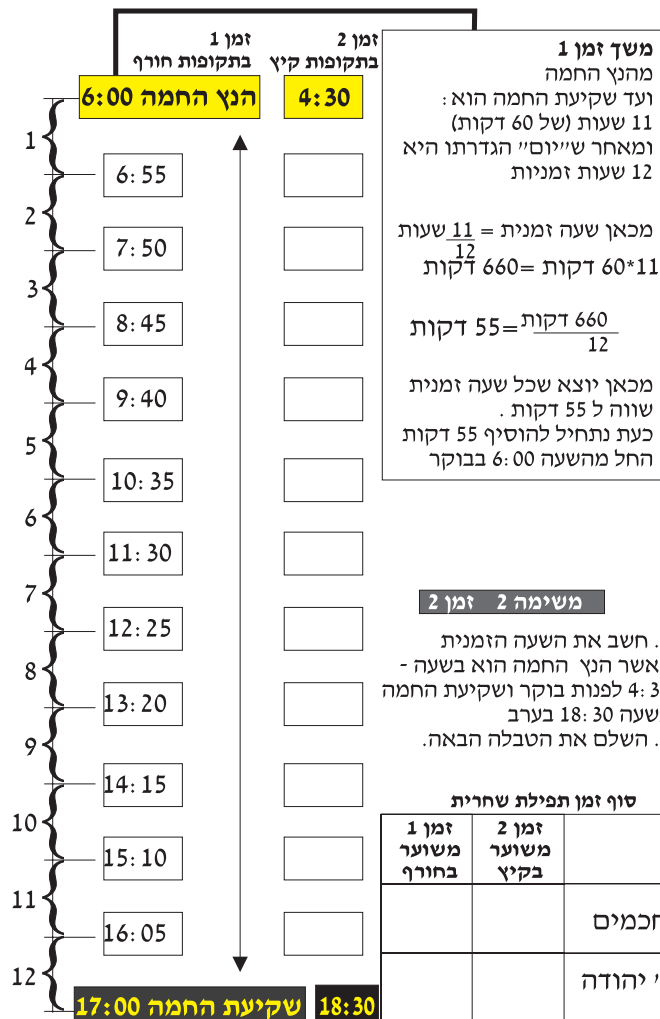 זמן 1
בתקופות חורף
זמן 2
בתקופות קיץ
הנץ החמה 6:00
4:30
1
6:55
2
7:50
3
8:45
4
9:40
5
10:35
6
11:30
7
12:25
8
13:20
9
14:15
10
15:10
11
16:05
12
שקיעת החמה 17:00
18:30
משך זמן 1
מהנץ החמה
ועד שקיעת החמה הוא:
11 שעות (של 60 דקות)
ומאחר ש״יום״ הגדרתו היא
12 שעות זמניות
מכאן שעה זמנית = 11 שעות
12
11*60 דקות =660 דקות
660 דקות =55 דקות
12
מכאן יוצא שכל שעה זמנית
שווה ל 55 דקות .
כעת נתחיל להוסיף 55 דקות
החל מהשעה 6:00 בבוקר
משימה 2 זמן 2
. חשב את השעה הזמנית
אשר הנץ החמה הוא בשעה -
4:3 לפנות בוקר ושקיעת החמה
שעה 18:30 בערב
. השלם את הטבלה הבאה.
סוף זמן תפילת שחרית
זמן 2
משוער
בקיץ
זמן 1
משוער
בחורף
חכמים
י יהודה